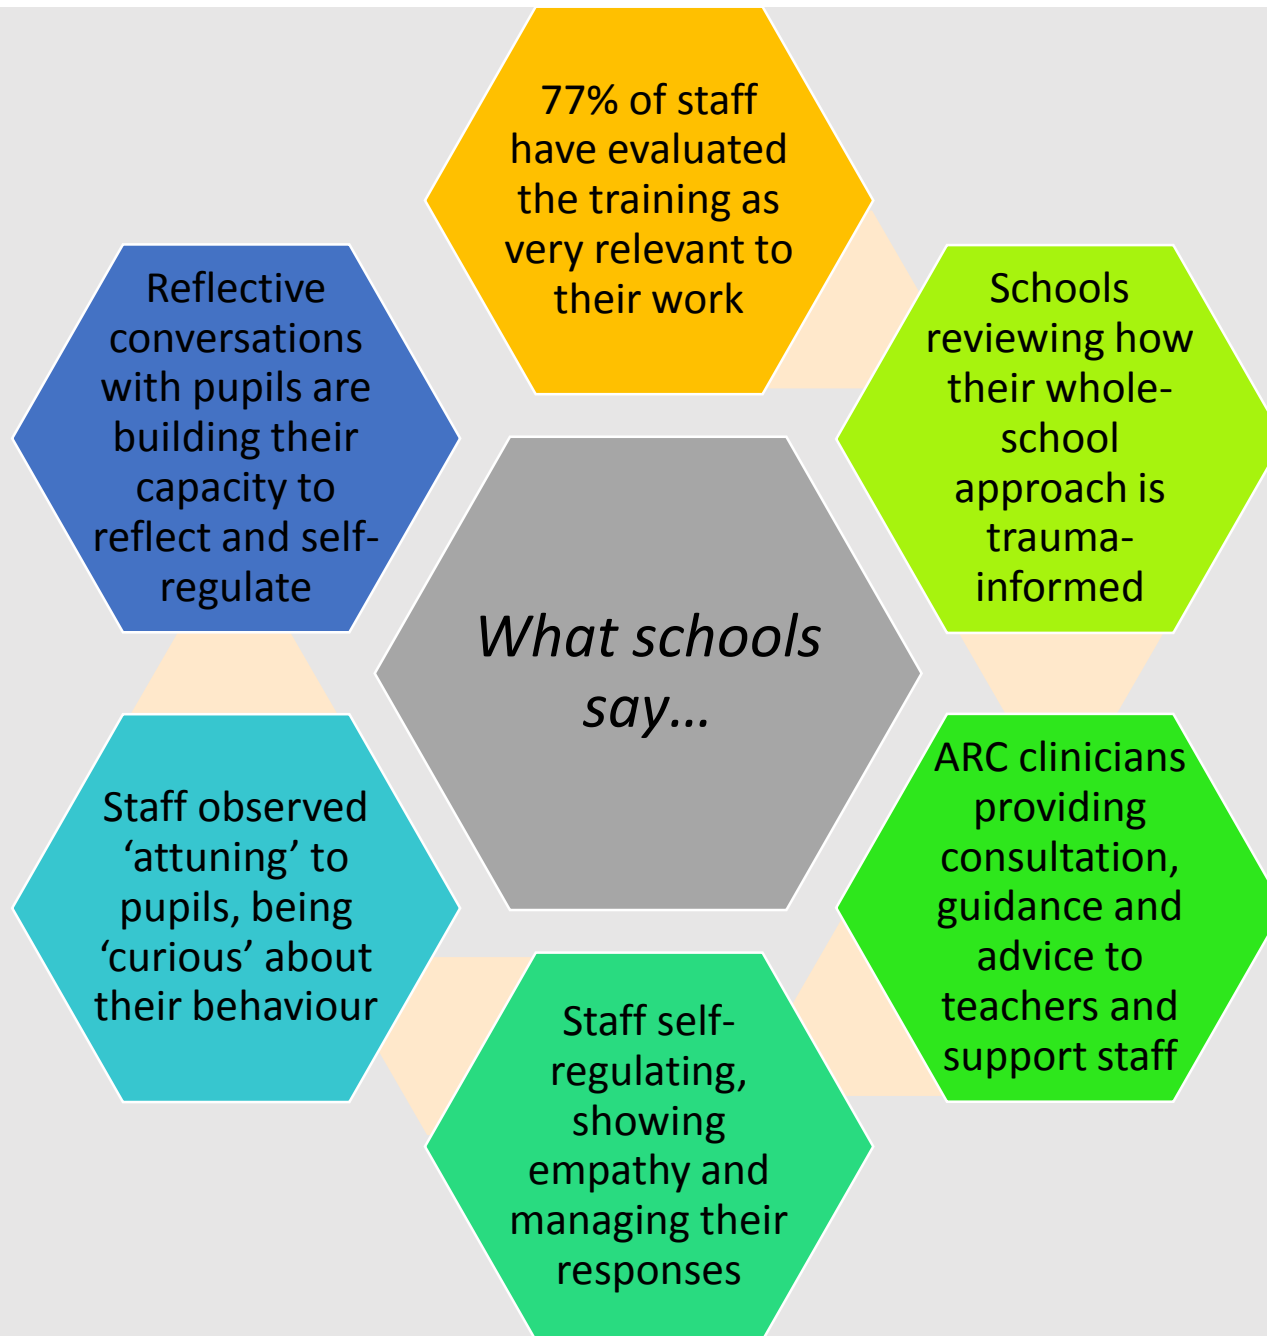 77% of staff
have evaluated
the training as
very relevant to
their work
Schools
reviewing how
their whole-
school
approach is
trauma-
informed
ARC clinicians
providing
consultation,
guidance and
advice to
teachers and
support staff
Staff self-
regulating,
showing
empathy and
managing their
responses
Staff observed
‘attuning’ to
pupils, being
‘curious’ about
their behaviour
Reflective
conversations
with pupils are
building their
capacity to
reflect and self-
regulate
What schools
say…